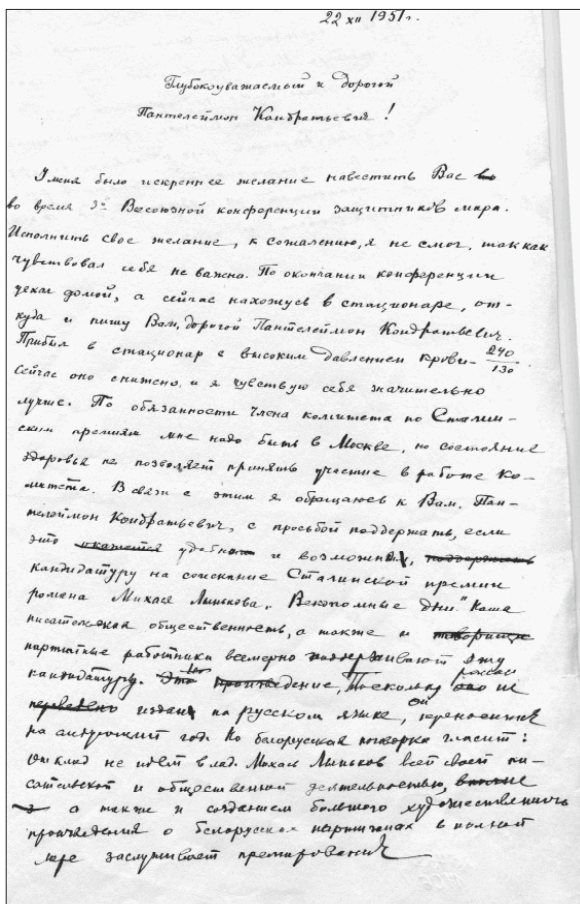 22 XII 1951 г.
Глубокоуважаемый и дорогой
Пантелеймон Кондратьевич!
У меня было искреннее желание навестить Вас во
во время 3й Всесоюзной конференции защитников мира.
Исполнить свое желание, к сожалению, я не смог, так как
чувствовал себя не важно. По окончании конференции
уехал домой, а сейчас нахожусь в стационаре, от-
куда и пишу Вам, дорогой Пантелеймон Кондратьевич.
Прибыл в стационар с высоким давлением крови – 240/130
Сейчас оно снижено, и я чувствую себя значительно
лучше. По обязанности члена комитета по Сталин-
ским премиям мне надо быть в Москве, но состояние
здоровья не позволяет принять участие в работе Ко-
митета. В связи с этим я обращаюсь к Вам, Пан-
телеймон Кондратьевич, с просьбой поддержать, если
это окажется удобно и возможно, поддержать
кандидатуру на соискание Сталинской премии
романа Михася Лынькова „Векопомные дни". Наша
писательская общественность, а также и товарищи
партийные работники всемерно поддерживают эту
кандидатуру. Это произведение, Поскольку роман не
переведено издан на русском языке, он переносится
на следующий год. Но белорусская поговорка гласит:
Отклад не идет в лад. Михась Лыньков всей своей пи-
сательской и общественной деятельностью, вполне
з а также и созданием большого художественного
произведения о белорусских партизанах в полной
мере заслуживает премирования